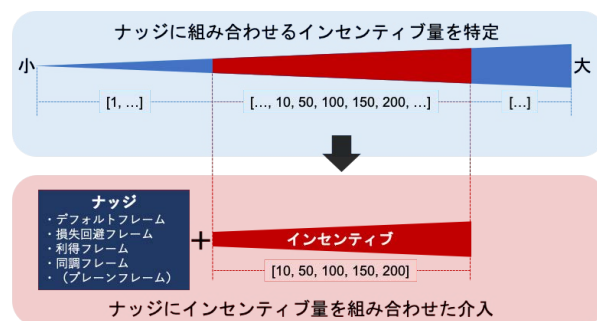 ナッジに組み合わせるインセンティブ量を特定
小
大
[1, …]
[…, 10, 50, 100, 150, 200, …]
[…]
ナッジ
・デフォルトフレーム
・損失回避フレーム
・利得フレーム
・同調フレーム
・（プレーンフレーム）
+
インセンティブ
[10, 50, 100, 150, 200]
ナッジにインセンティブ量を組み合わせた介入